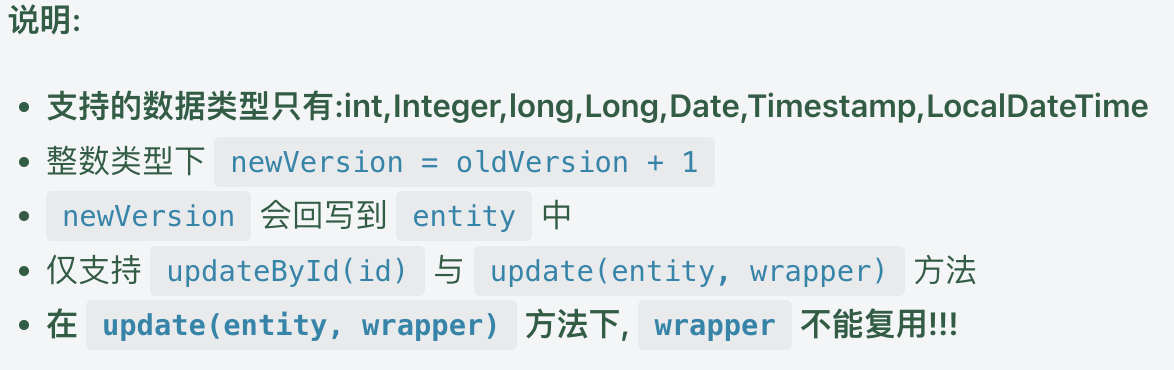 说明:
支持的数据类型只有:int,Integer,long,Long,Date,Timestamp,LocalDateTime
整数类型下 newVersion = oldVersion + 1
newVersion 会回写到 entity 中
仅支持 updateById(id) 与 update(entity, wrapper) 方法
在 update(entity, wrapper) 方法下, wrapper 不能复用!!!